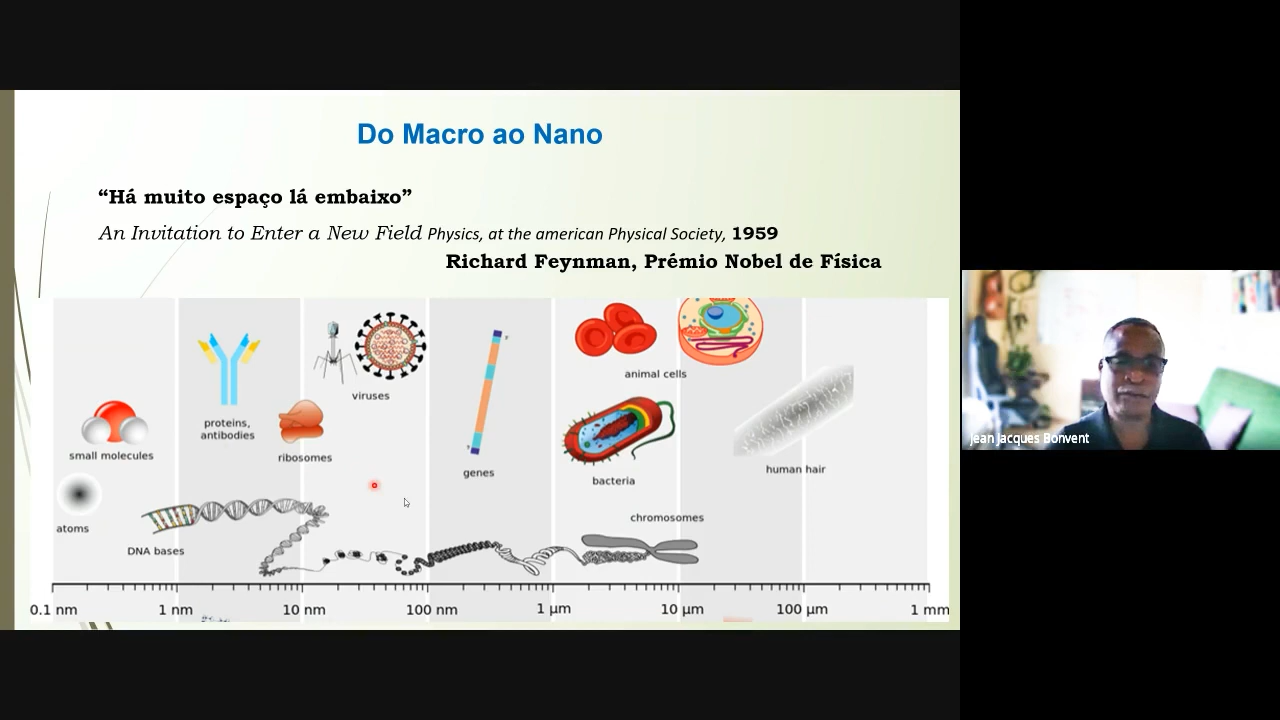 Do Macro ao Nano
“Há muito espaço lá embaixo”
An Invitation to Enter a New Field Physics, at the american Physical Society, 1959
Richard Feynman, Prémio Nobel de Física
small molecules
atoms
DNA bases
proteins,
antibodies
ribosomes
viruses
genes
animal cells
bacteria
chromosomes
human hair
0.1 nm 1 nm 10 nm 100 nm 1 µm 10 µm 100 µm 1 mm
Jean Jacques Bonvent